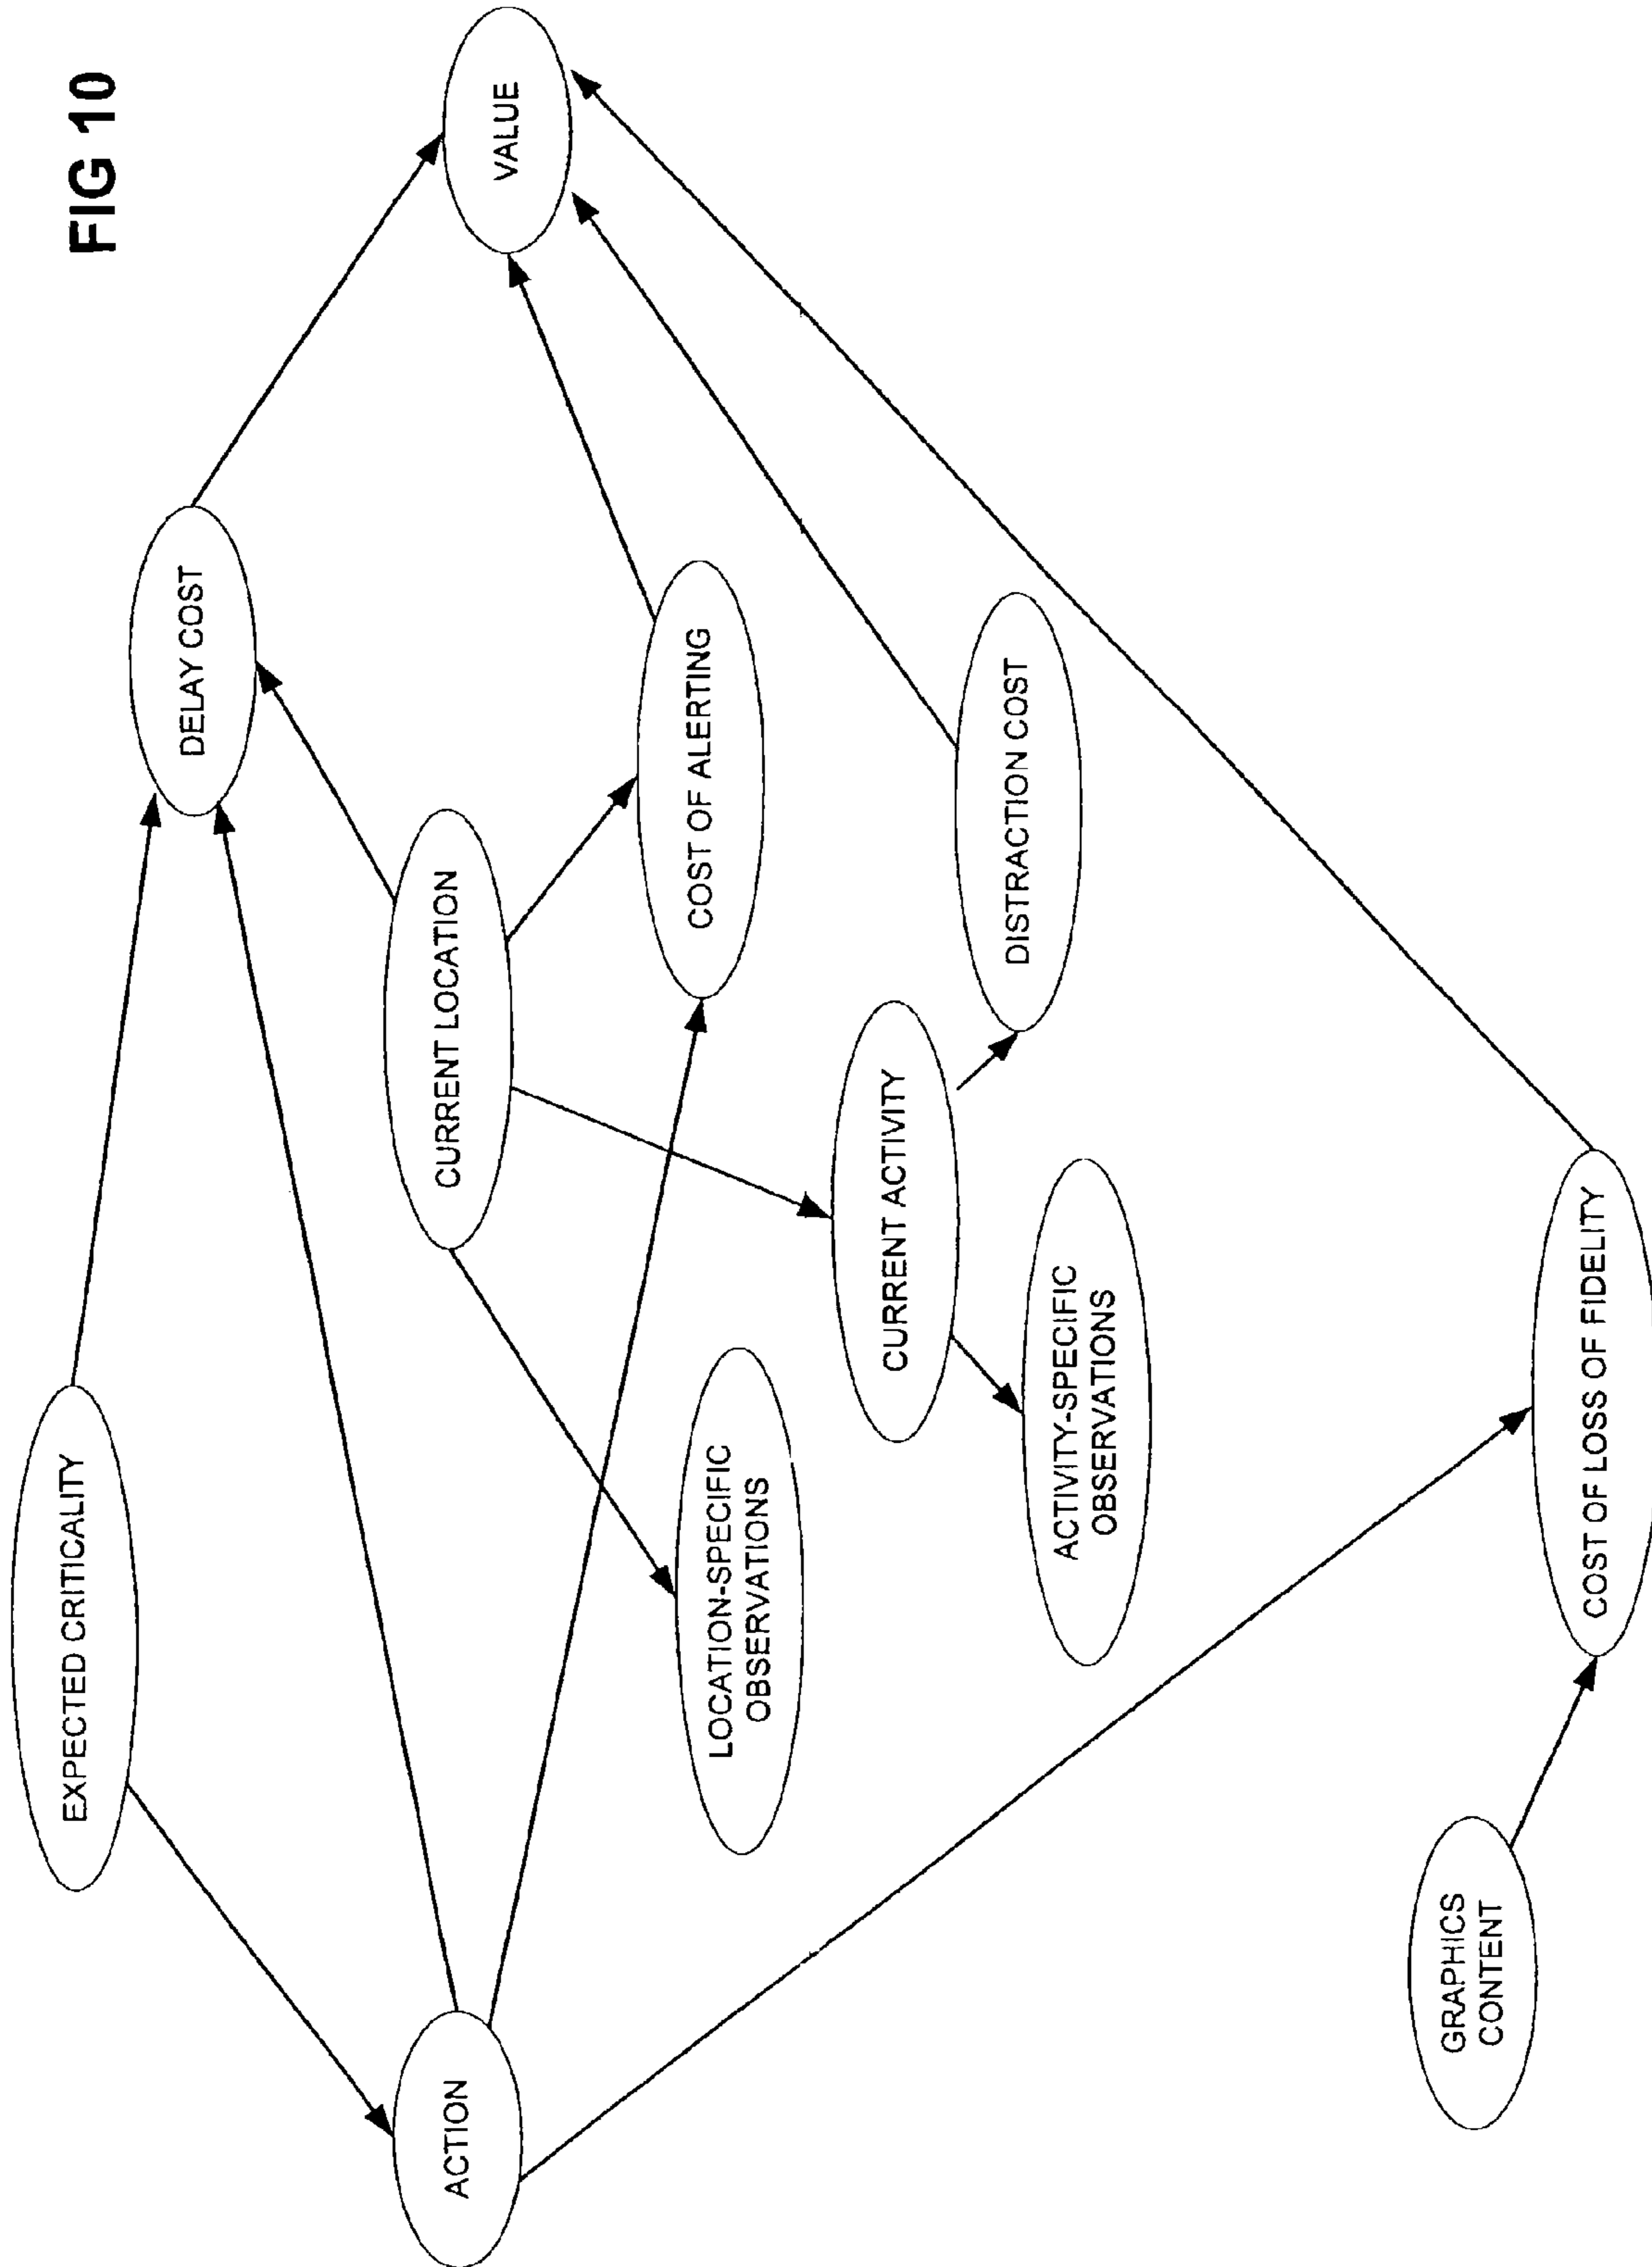 FIG 10
EXPECTED CRITICALITY
DELAY COST
ACTION
CURRENT LOCATION
VALUE
LOCATION-SPECIFIC
OBSERVATIONS
COST OF ALERTING
CURRENT ACTIVITY
DISTRACTION COST
ACTIVITY-SPECIFIC
OBSERVATIONS
GRAPHICS
CONTENT
COST OF LOSS OF FIDELITY